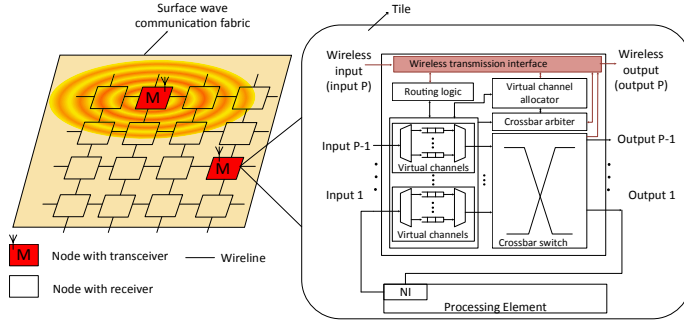 Surface wave
communication fabric
Tile
Wireless
input
(input P)
Wireless transmission interface
Wireless
output
(output P)
Routing logic
Virtual channel
allocator
Crossbar arbiter
M
Input P-1
Output P-1
Virtual channels
M
Input 1
Output 1
Virtual channels
Crossbar switch
M
Node with transceiver
Wireline
Node with receiver
NI
Processing Element